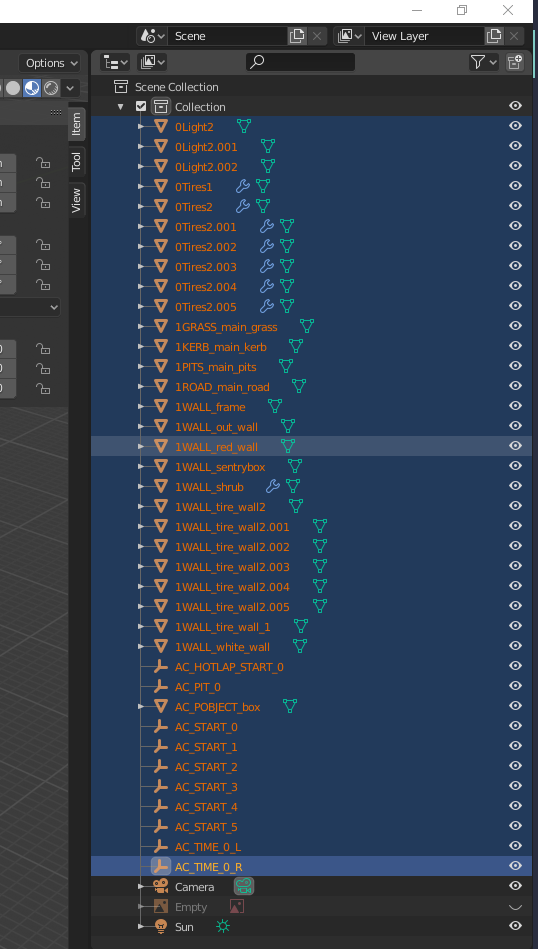 Scene
View Layer
Options
Scene Collection
Collection
Item
Tool
View
0Light2
0Light2.001
0Light2.002
0Tires1
0Tires2
0Tires2.001
0Tires2.002
0Tires2.003
0Tires2.004
0Tires2.005
1GRASS_main_grass
1KERB_main_kerb
1PITS_main_pits
1ROAD_main_road
1WALL_frame
1WALL_out_wall
1WALL_red_wall
1WALL_sentrybox
1WALL_shrub
1WALL_tire_wall2
1WALL_tire_wall2.001
1WALL_tire_wall2.002
1WALL_tire_wall2.003
1WALL_tire_wall2.004
1WALL_tire_wall2.005
1WALL_tire_wall_1
1WALL_white_wall
AC_HOTLAP_START_0
AC_PIT_0
AC_POBJECT_box
AC_START_0
AC_START_1
AC_START_2
AC_START_3
AC_START_4
AC_START_5
AC_TIME_0_L
AC_TIME_0_R
Camera
Empty
Sun